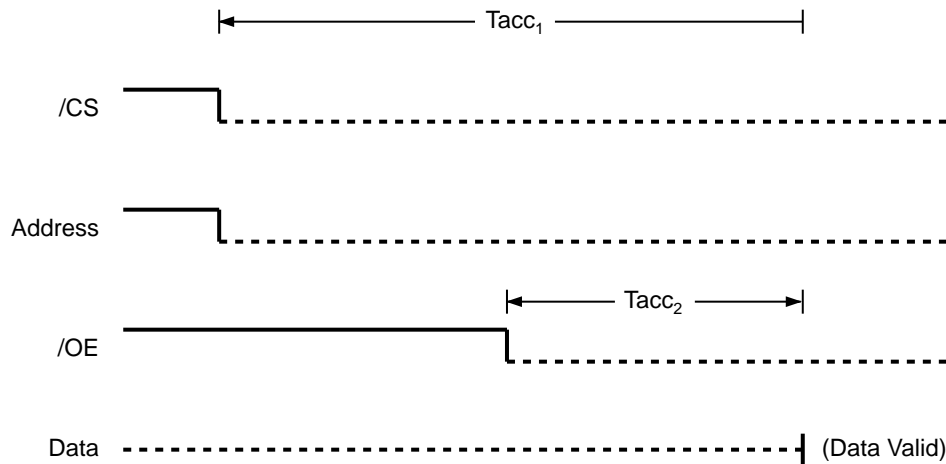 Tacc₁
/CS
Address
Tacc₂
/OE
Data (Data Valid)